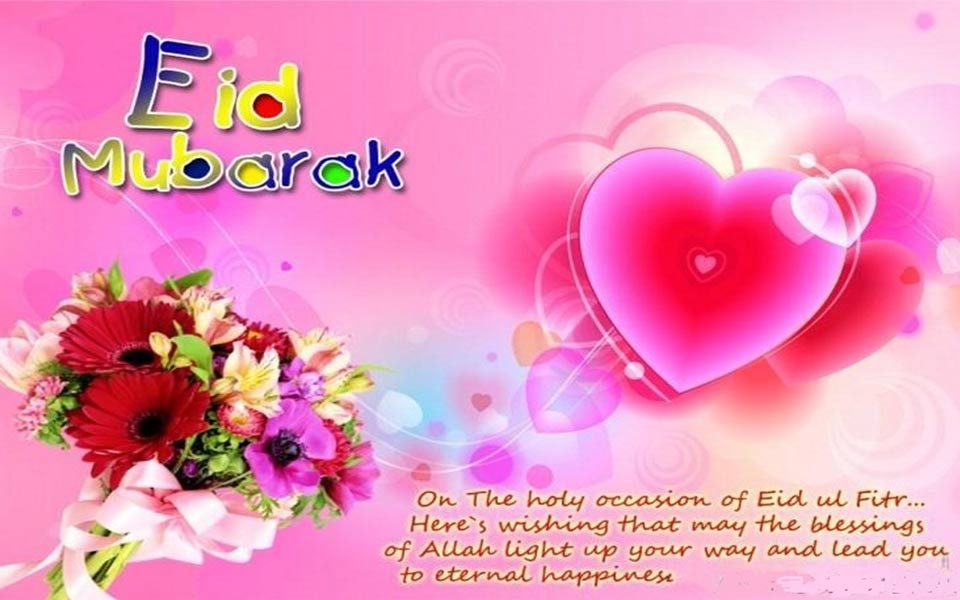 Eid
Mubarak
On The holy occasion of Eid ul Fitr...
Here`s wishing that may the blessings
of Allah light up your way and lead you
to eternal happiness